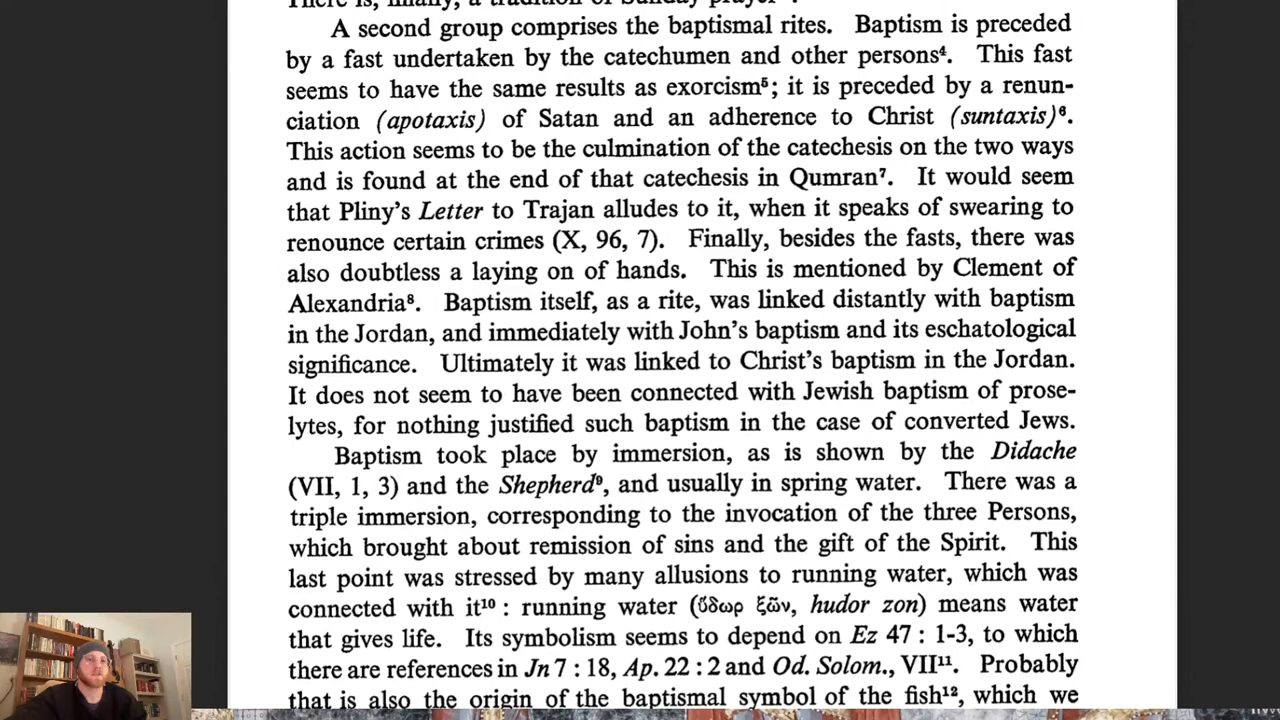 There is, finally, a tradition of Sunday prayer
A second group comprises the baptismal rites. Baptism is preceded
by a fast undertaken by the catechumen and other persons⁴. This fast
seems to have the same results as exorcism⁵; it is preceded by a renun-
ciation (apotaxis) of Satan and an adherence to Christ (suntaxis)⁶.
This action seems to be the culmination of the catechesis on the two ways
and is found at the end of that catechesis in Qumran⁷. It would seem
that Pliny's Letter to Trajan alludes to it, when it speaks of swearing to
renounce certain crimes (X, 96, 7). Finally, besides the fasts, there was
also doubtless a laying on of hands. This is mentioned by Clement of
Alexandria⁸. Baptism itself, as a rite, was linked distantly with baptism
in the Jordan, and immediately with John's baptism and its eschatological
significance. Ultimately it was linked to Christ's baptism in the Jordan.
It does not seem to have been connected with Jewish baptism of prose-
lytes, for nothing justified such baptism in the case of converted Jews.
Baptism took place by immersion, as is shown by the Didache
(VII, 1, 3) and the Shepherd⁹, and usually in spring water. There was a
triple immersion, corresponding to the invocation of the three Persons,
which brought about remission of sins and the gift of the Spirit. This
last point was stressed by many allusions to running water, which was
connected with it¹⁰ : running water (ὕδωρ ξῶν, hudor zon) means water
that gives life. Its symbolism seems to depend on Ez 47 : 1-3, to which
there are references in Jn 7 : 18, Ap. 22 : 2 and Od. Solom., VII¹¹. Probably
that is also the origin of the baptismal symbol of the fish¹², which we